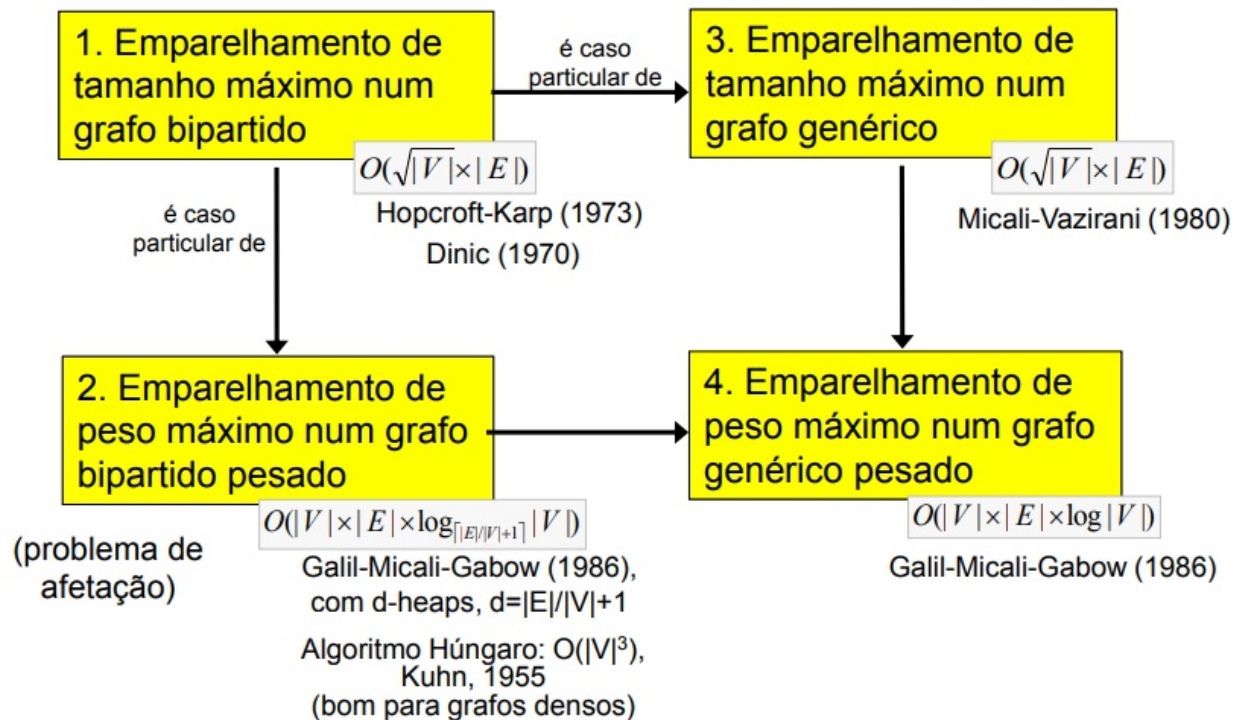 1. Emparelhamento de
tamanho máximo num
grafo bipartido
O(√|V|×|E|)
Hopcroft-Karp (1973)
Dinic (1970)
é caso
particular de
3. Emparelhamento de
tamanho máximo num
grafo genérico
O(√|V|×|E|)
Micali-Vazirani (1980)
é caso
particular de
2. Emparelhamento de
peso máximo num grafo
bipartido pesado
O(|V|×|E|×log⌈|E|/|V|+1⌉|V|)
(problema de
afetação)
Galil-Micali-Gabow (1986),
com d-heaps, d=|E|/|V|+1
Algoritmo Húngaro: O(|V|³),
Kuhn, 1955
(bom para grafos densos)
4. Emparelhamento de
peso máximo num grafo
genérico pesado
O(|V|×|E|×log|V|)
Galil-Micali-Gabow (1986)